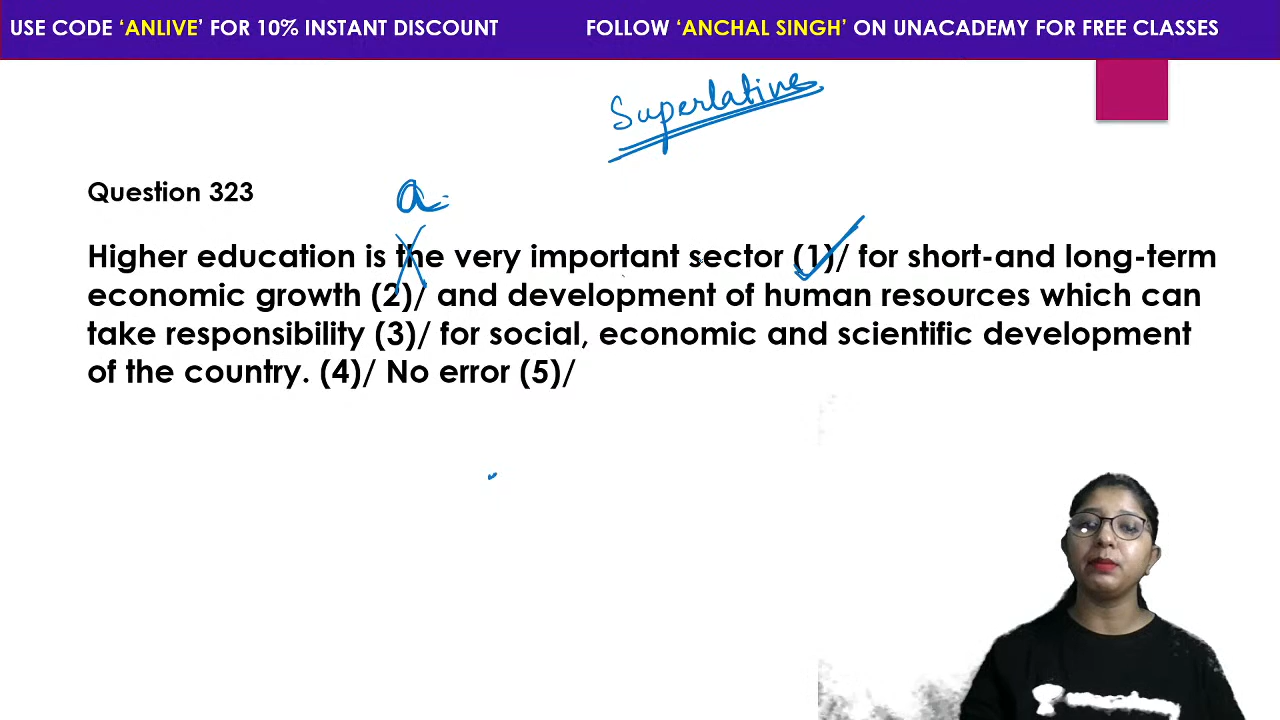 USE CODE ‘ANLIVE’ FOR 10% INSTANT DISCOUNT FOLLOW ‘ANCHAL SINGH’ ON UNACADEMY FOR FREE CLASSES
Superlative
Question 323
a
Higher education is the very important sector (1)/ for short-and long-term
economic growth (2)/ and development of human resources which can
take responsibility (3)/ for social, economic and scientific development
of the country. (4)/ No error (5)/